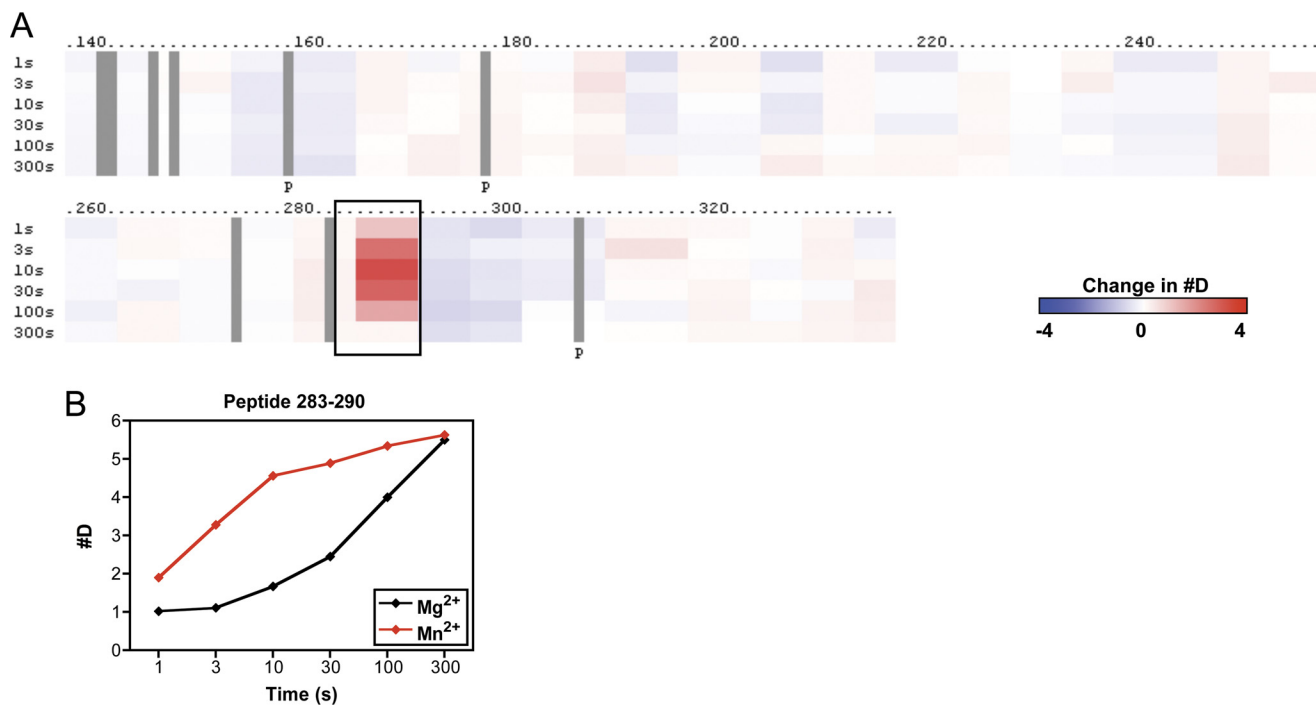 A
.140................160................180................200................220................240................
1s
3s
10s
30s
100s
300s
P P
.260................280................300................320................
1s
3s
10s
30s
100s
300s
P
Change in #D
-4 0 4
B
Peptide 283-290
6
5
4
3
2
1
0
#D
Mg2+
Mn2+
1 3 10 30 100 300
Time (s)